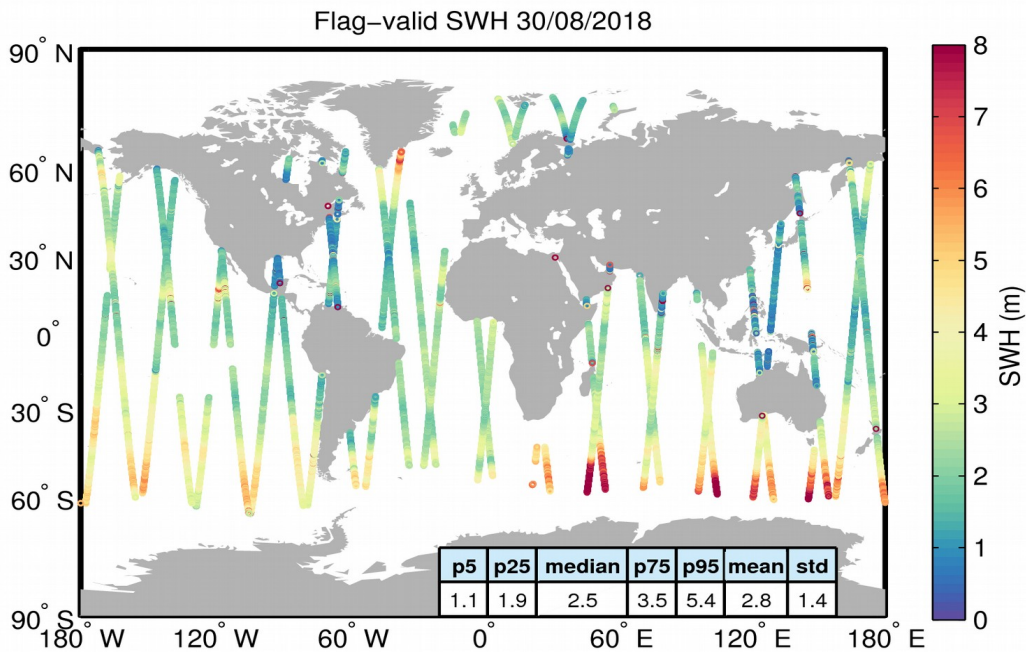 Flag−valid SWH 30/08/2018
90° N
60° N
30° N
0°
30° S
60° S
90° S
180° W
120° W
60° W
0°
60° E
120° E
180° E
p5 p25 median p75 p95 mean std
1.1 1.9 2.5 3.5 5.4 2.8 1.4
8
7
6
5
4
3
2
1
0
SWH (m)